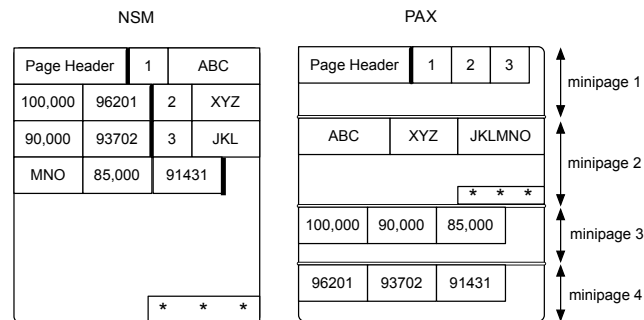 NSM
Page Header 1 ABC
100,000 96201 2 XYZ
90,000 93702 3 JKL
MNO 85,000 91431
* * *
PAX
Page Header 1 2 3
ABC XYZ JKLMNO
* * *
100,000 90,000 85,000
96201 93702 91431
minipage 1
minipage 2
minipage 3
minipage 4